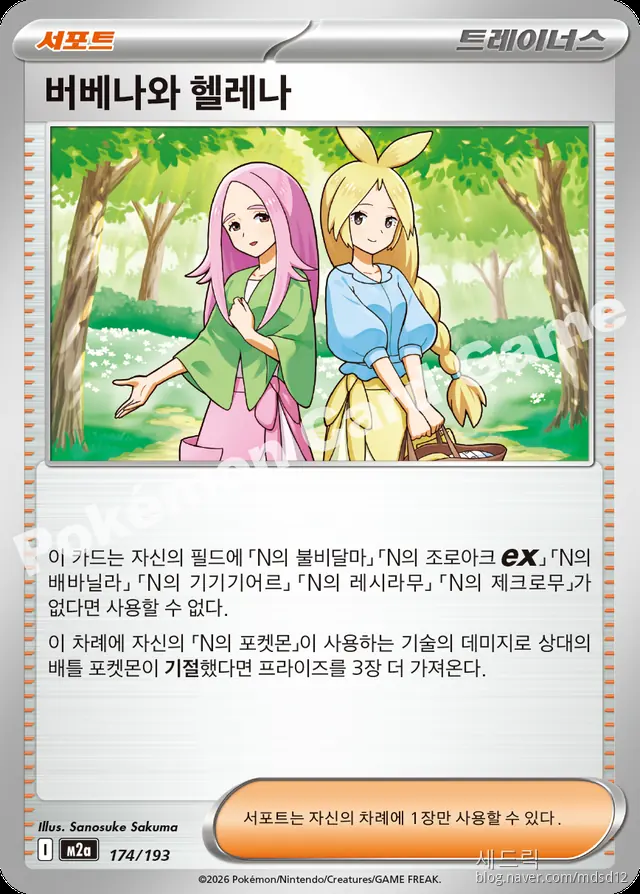 서포트
트레이너스
버베나와 헬레나
Pokémon Card Game
이 카드는 자신의 필드에 「N의 불비달마」 「N의 조로아크 ex」 「N의
배바닐라」 「N의 기기기어르」 「N의 레시라무」 「N의 제크로무」가
없다면 사용할 수 없다.
이 차례에 자신의 「N의 포켓몬」이 사용하는 기술의 데미지로 상대의
배틀 포켓몬이 기절했다면 프라이즈를 3장 더 가져온다.
Illus. Sanosuke Sakuma
I M2a 174/193
서포트는 자신의 차례에 1장만 사용할 수 있다.
©2026 Pokémon/Nintendo/Creatures/GAME FREAK.
세드릭
blog.naver.com/mdsd12